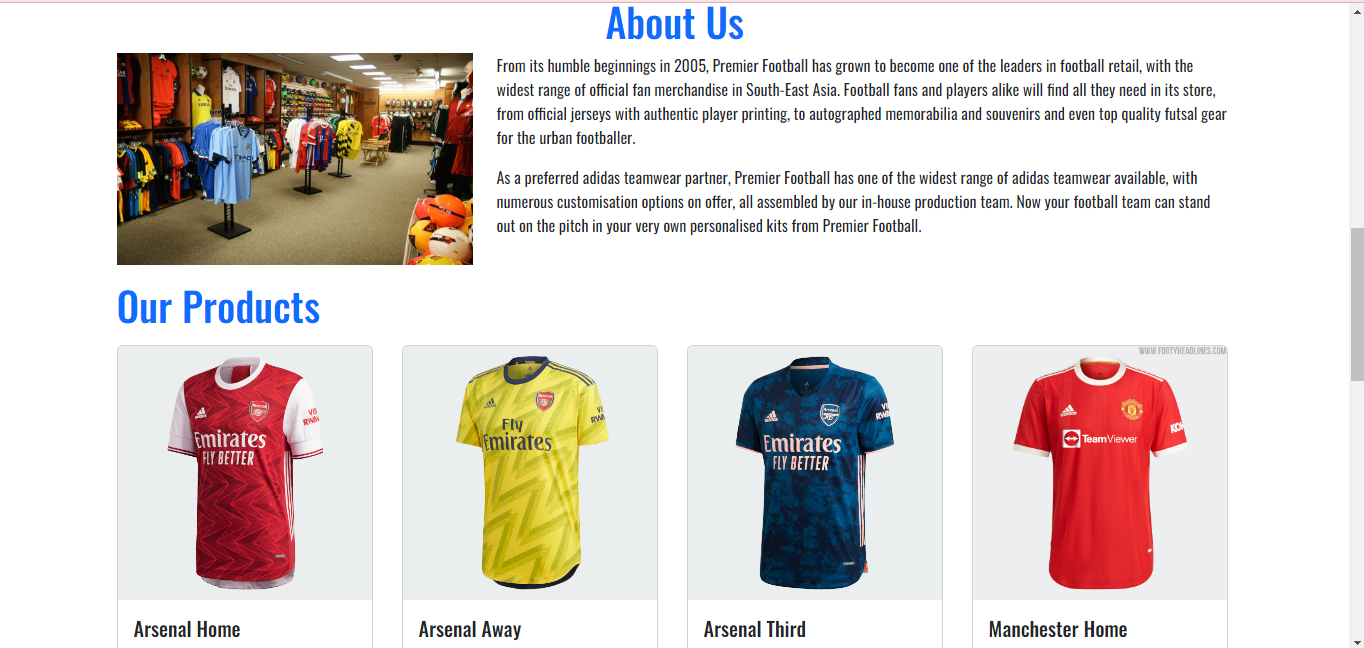 About Us
From its humble beginnings in 2005, Premier Football has grown to become one of the leaders in football retail, with the
widest range of official fan merchandise in South-East Asia. Football fans and players alike will find all they need in its store,
from official jerseys with authentic player printing, to autographed memorabilia and souvenirs and even top quality futsal gear
for the urban footballer.
As a preferred adidas teamwear partner, Premier Football has one of the widest range of adidas teamwear available, with
numerous customisation options on offer, all assembled by our in-house production team. Now your football team can stand
out on the pitch in your very own personalised kits from Premier Football.
Our Products
Arsenal
Emirates
FLY BETTER
Arsenal
Fly
Emirates
Arsenal
Emirates
FLY BETTER
WWW.FOOTYHEADLINES.COM
TeamViewer
Arsenal Home
Arsenal Away
Arsenal Third
Manchester Home